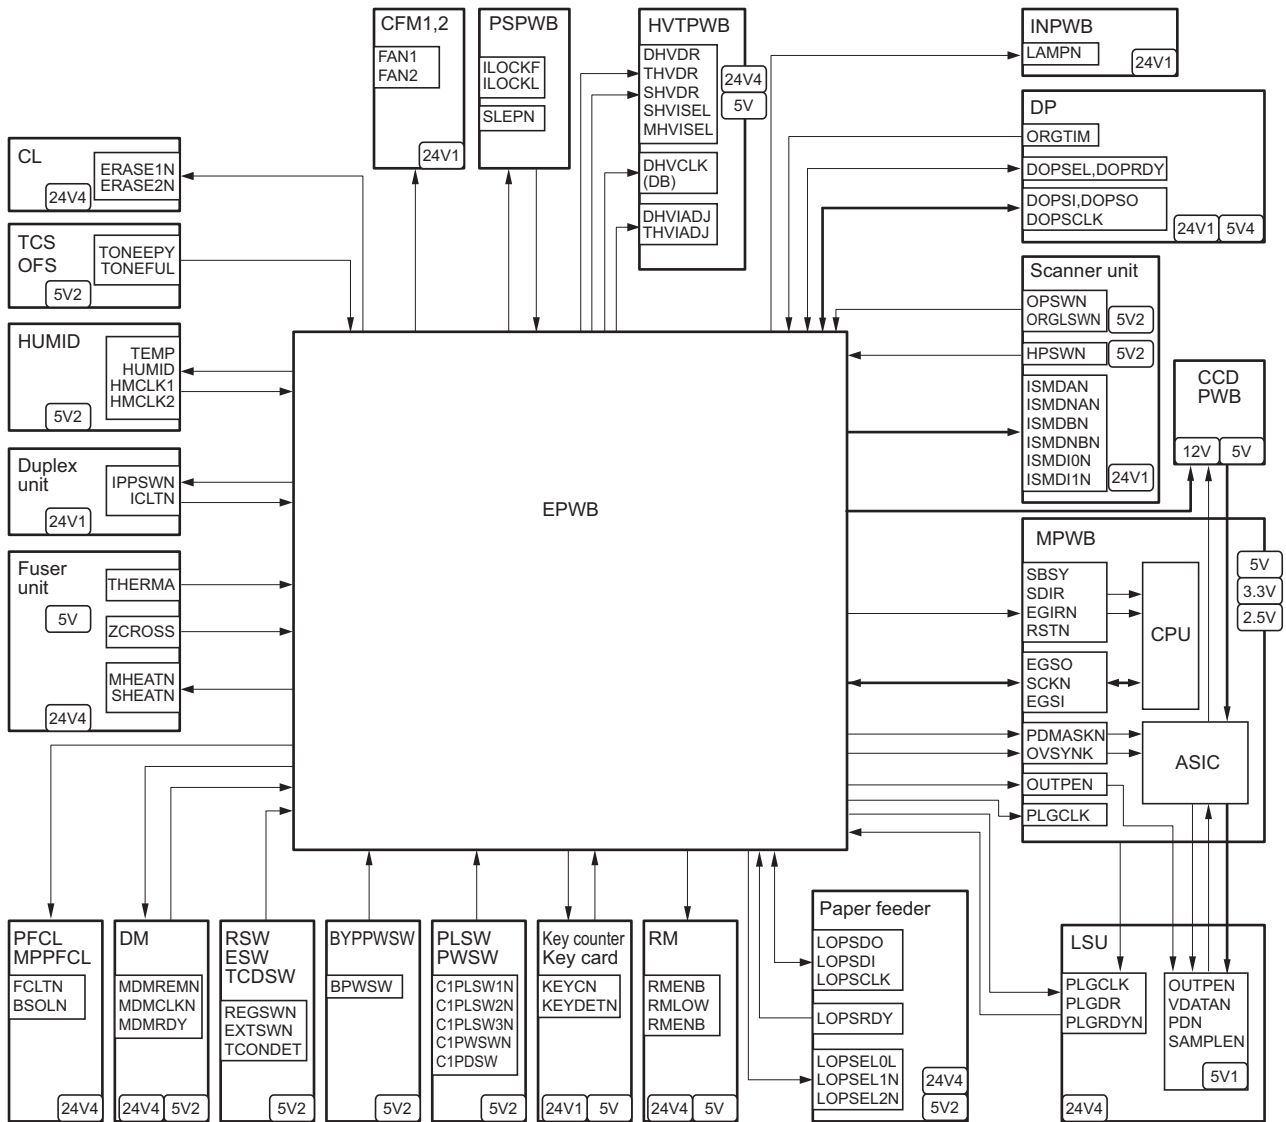 CFM1,2
FAN1
FAN2
24V1
PSPWB
ILOCKF
ILOCKL
SLEPN
HVTPWB
DHVDR
THVDR
SHVDR
SHVISEL
MHVISEL
24V4
5V
DHVCLK
(DB)
DHVIADJ
THVIADJ
INPWB
LAMPN
24V1
DP
ORGTIM
DOPSEL,DOPRDY
DOPSI,DOPSO
DOPSCLK
24V1
5V4
CL
ERASE1N
ERASE2N
24V4
TCS
OFS
TONEEPY
TONEFUL
5V2
HUMID
TEMP
HUMID
HMCLK1
HMCLK2
5V2
Duplex
unit
IPPSWN
ICLTN
24V1
Fuser
unit
THERMA
5V
ZCROSS
MHEATN
SHEATN
24V4
EPWB
Scanner unit
OPSWN
ORGLSWN
5V2
HPSWN
5V2
ISMDAN
ISMDNAN
ISMDBN
ISMDNBN
ISMDI0N
ISMDI1N
24V1
CCD
PWB
12V
5V
MPWB
5V
3.3V
2.5V
SBSY
SDIR
EGIRN
RSTN
CPU
EGSO
SCKN
EGSI
PDMASKN
OVSYNK
ASIC
OUTPEN
PLGCLK
PFCL
MPPFCL
FCLTN
BSOLN
24V4
DM
MDMREMN
MDMCLKN
MDMRDY
24V4
5V2
RSW
ESW
TCDSW
REGSWN
EXTSWN
TCONDET
5V2
BYPPWSW
BPWSW
5V2
PLSW
PWSW
C1PLSW1N
C1PLSW2N
C1PLSW3N
C1PWSWN
C1PDSW
5V2
Key counter
Key card
KEYCN
KEYDETN
24V1
5V
RM
RMENB
RMLOW
RMENB
24V4
5V
Paper feeder
LOPSDO
LOPSDI
LOPSCLK
LOPSRDY
LOPSEL0L
LOPSEL1N
LOPSEL2N
24V4
5V2
LSU
PLGCLK
PLGDR
PLGRDYN
OUTPEN
VDATAN
PDN
SAMPLEN
5V1
24V4